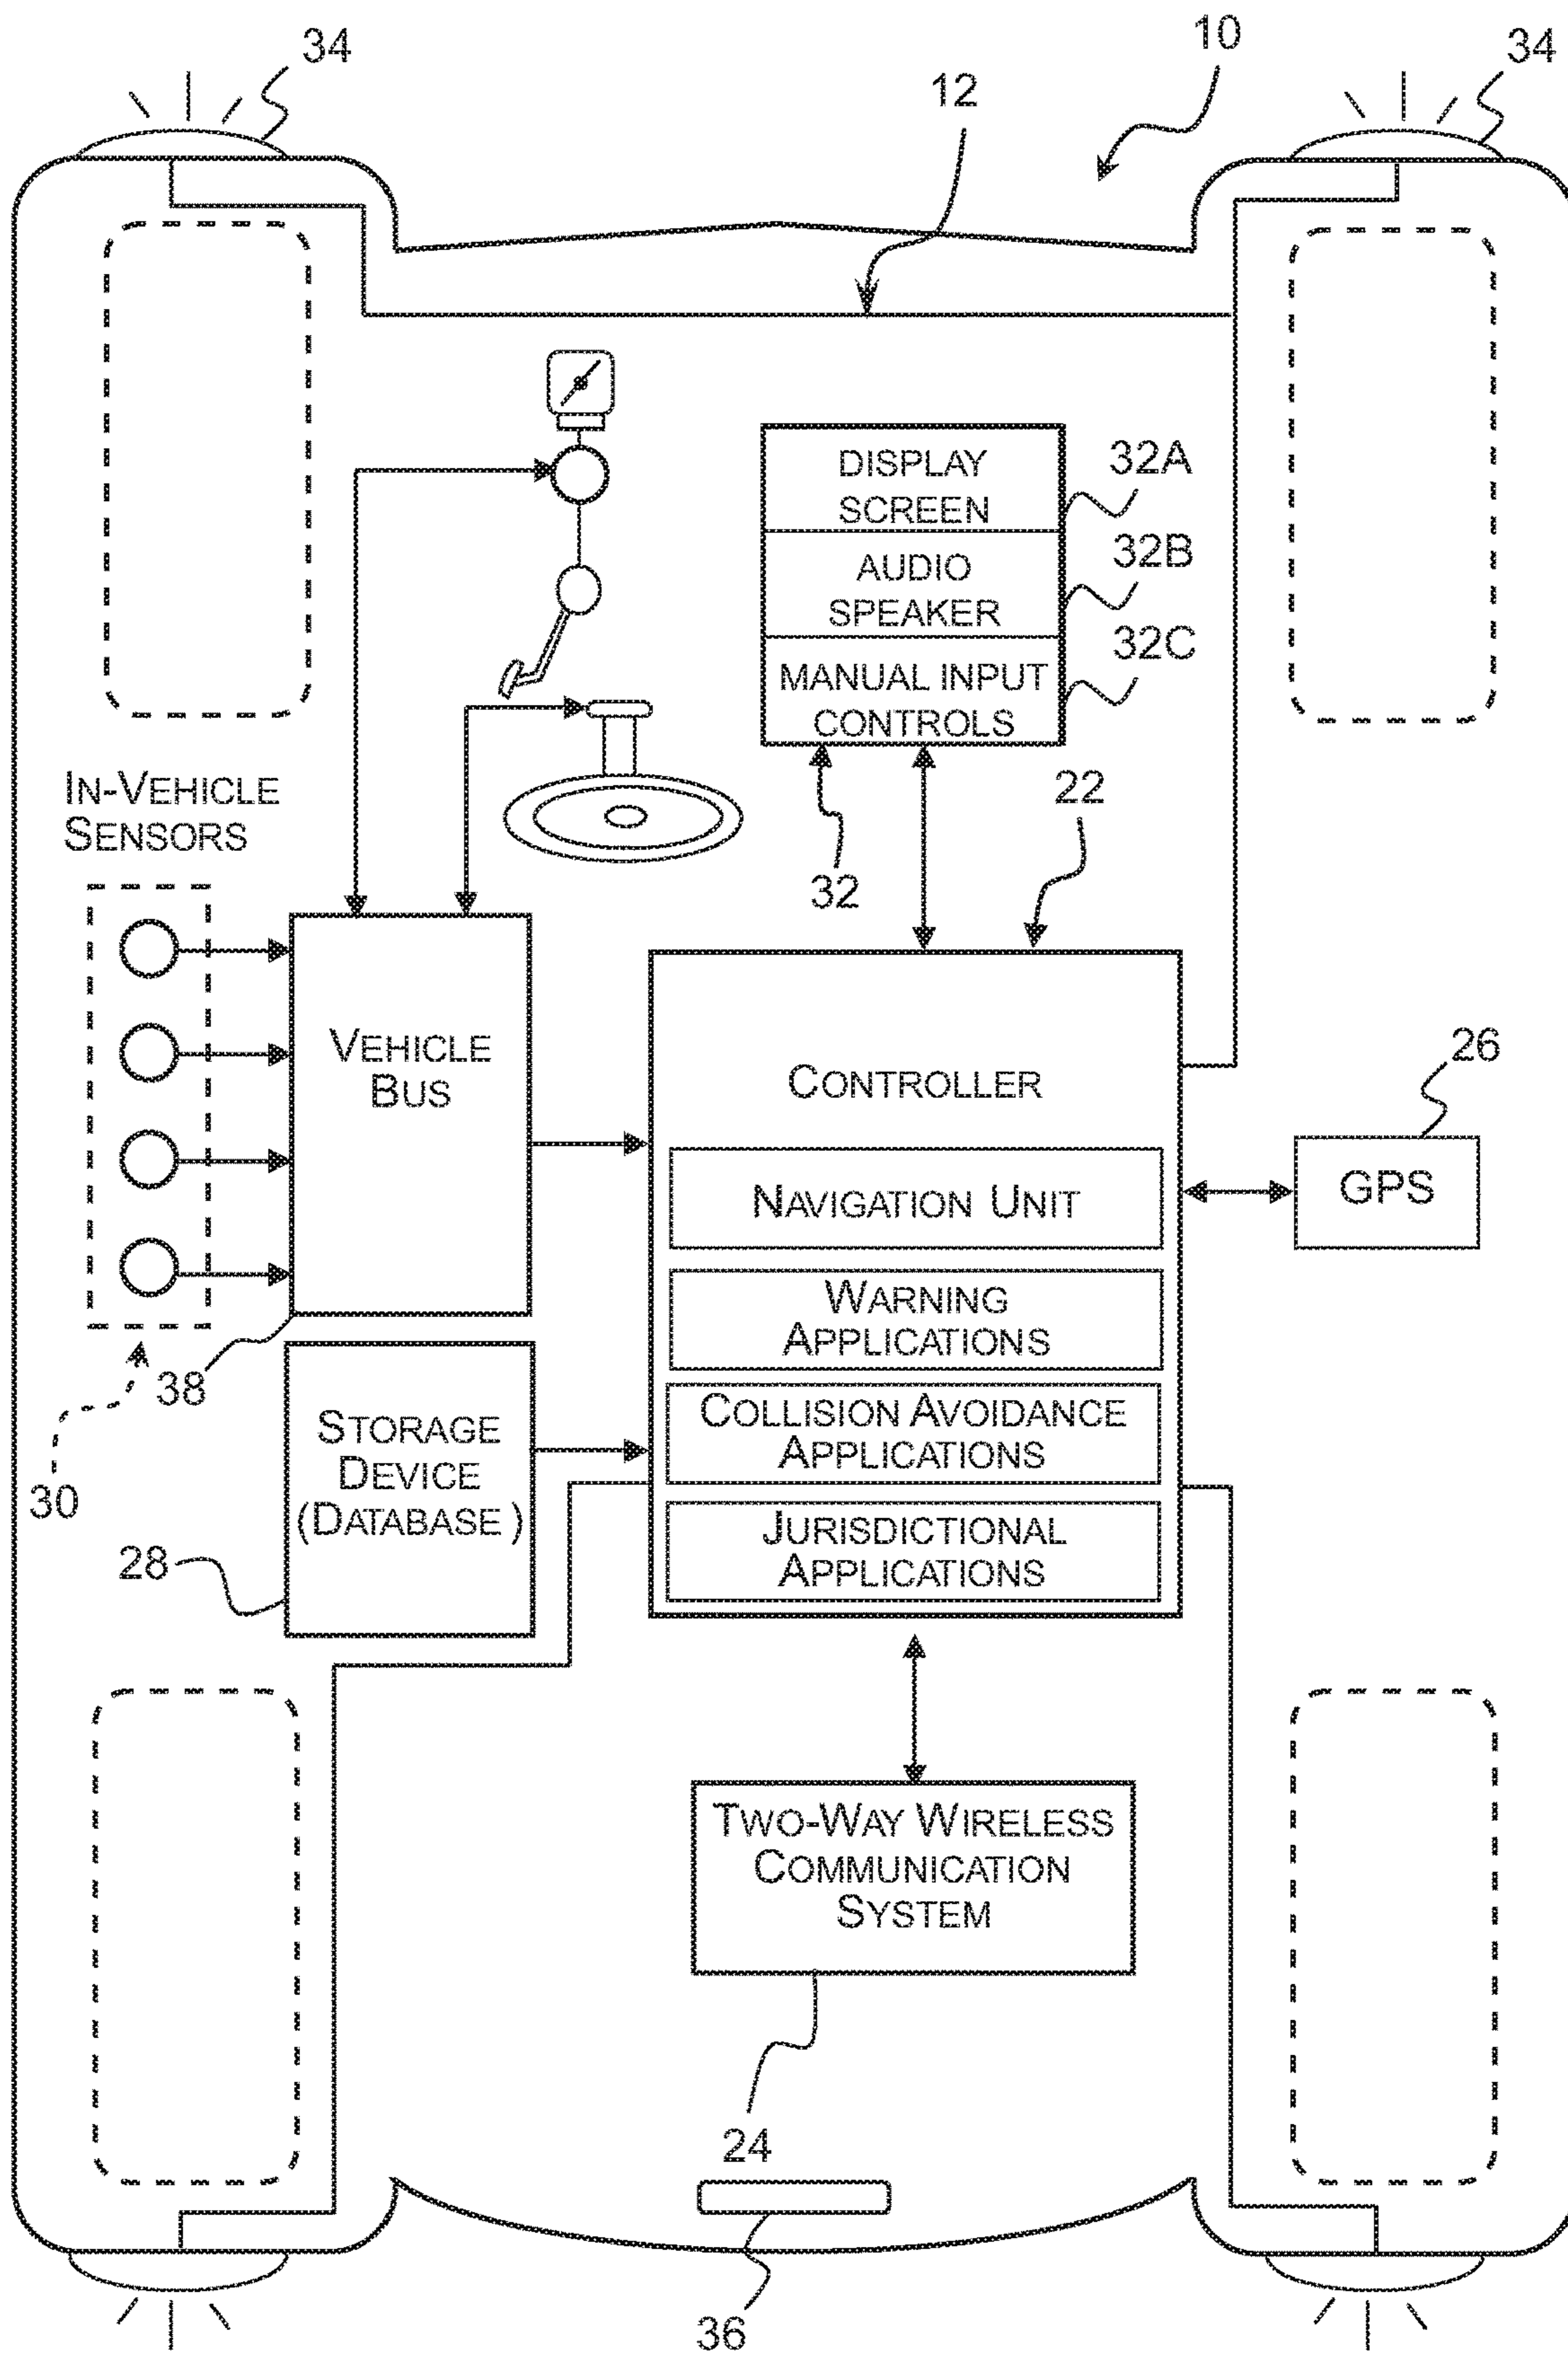 34
10
34
12
DISPLAY
SCREEN
32A
AUDIO
SPEAKER
32B
MANUAL INPUT
CONTROLS
32C
IN-VEHICLE
SENSORS
32
22
VEHICLE
BUS
CONTROLLER
26
GPS
NAVIGATION UNIT
WARNING
APPLICATIONS
38
30
STORAGE
DEVICE
(DATABASE)
COLLISION AVOIDANCE
APPLICATIONS
28
JURISDICTIONAL
APPLICATIONS
TWO-WAY WIRELESS
COMMUNICATION
SYSTEM
24
36